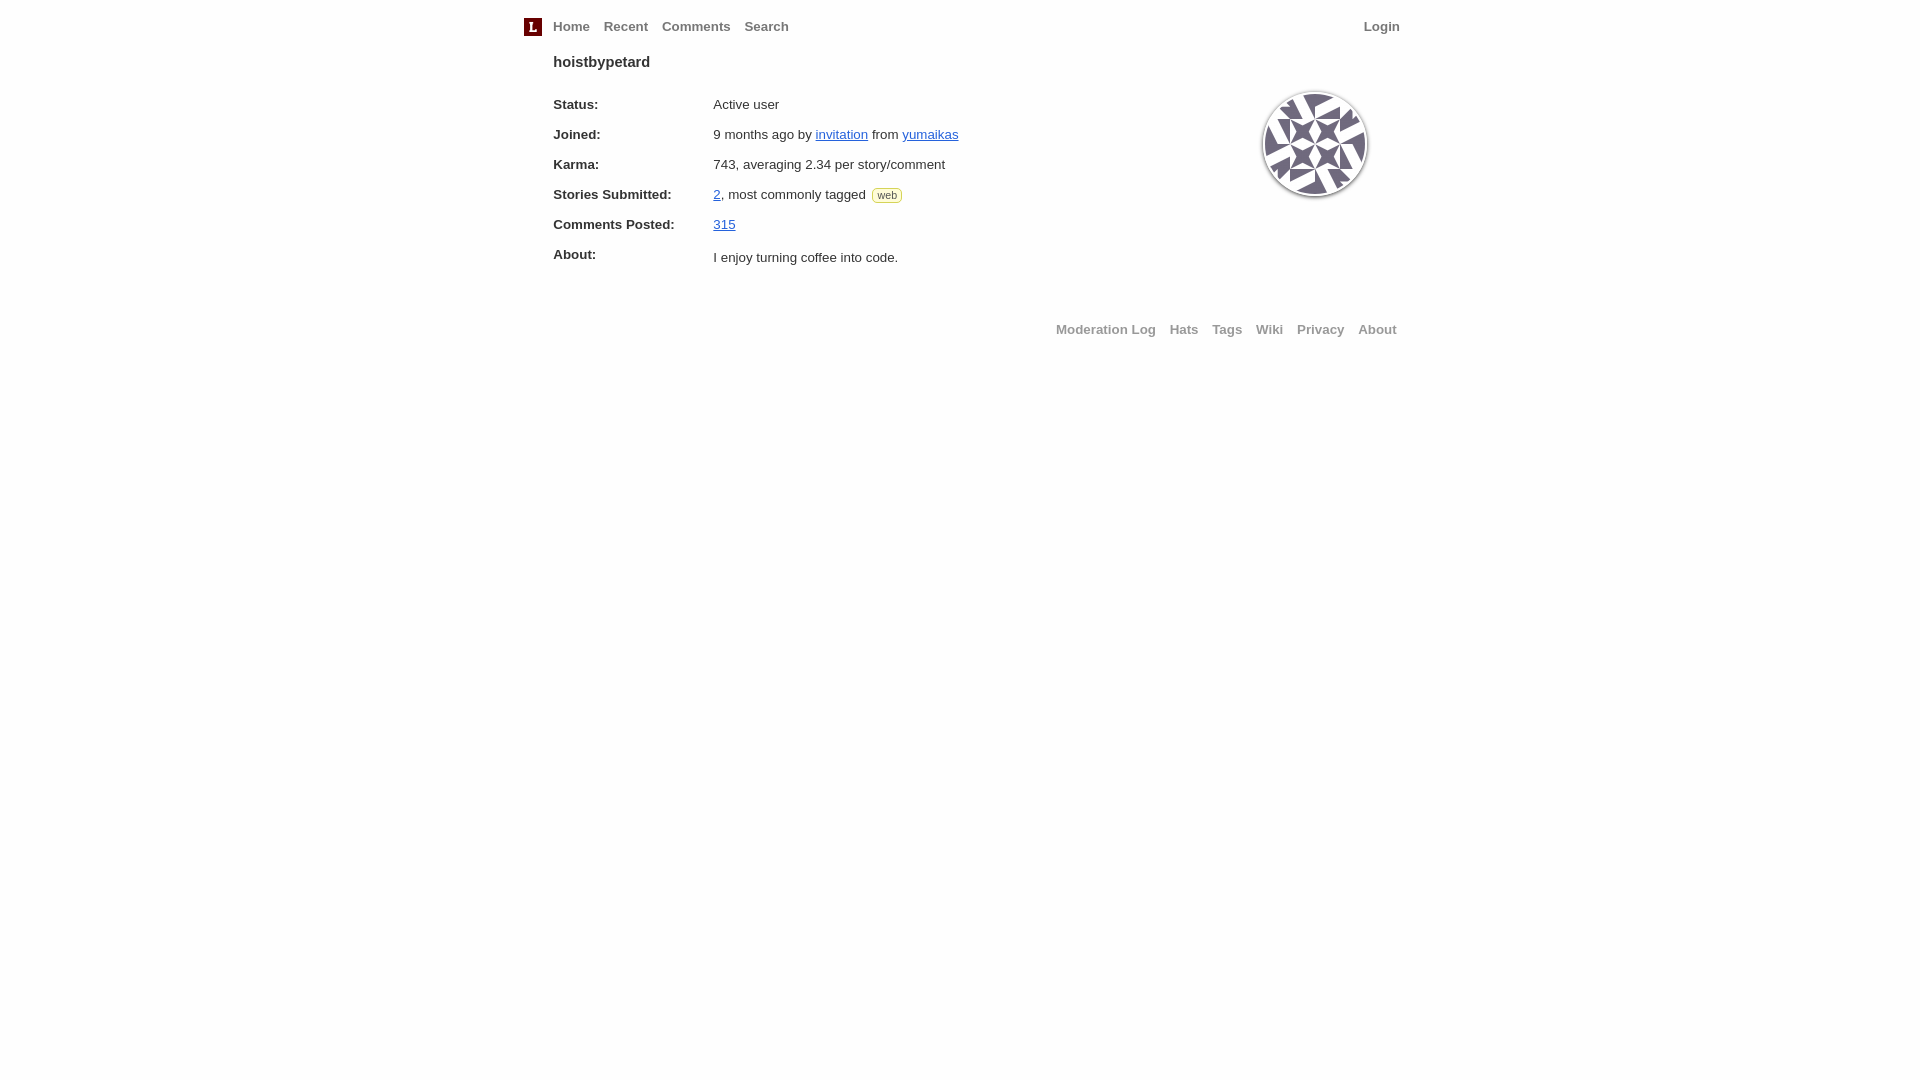 L Home Recent Comments Search Login
hoistbypetard
Status: Active user
Joined: 9 months ago by invitation from yumaikas
Karma: 743, averaging 2.34 per story/comment
Stories Submitted: 2, most commonly tagged web
Comments Posted: 315
About: I enjoy turning coffee into code.
Moderation Log Hats Tags Wiki Privacy About